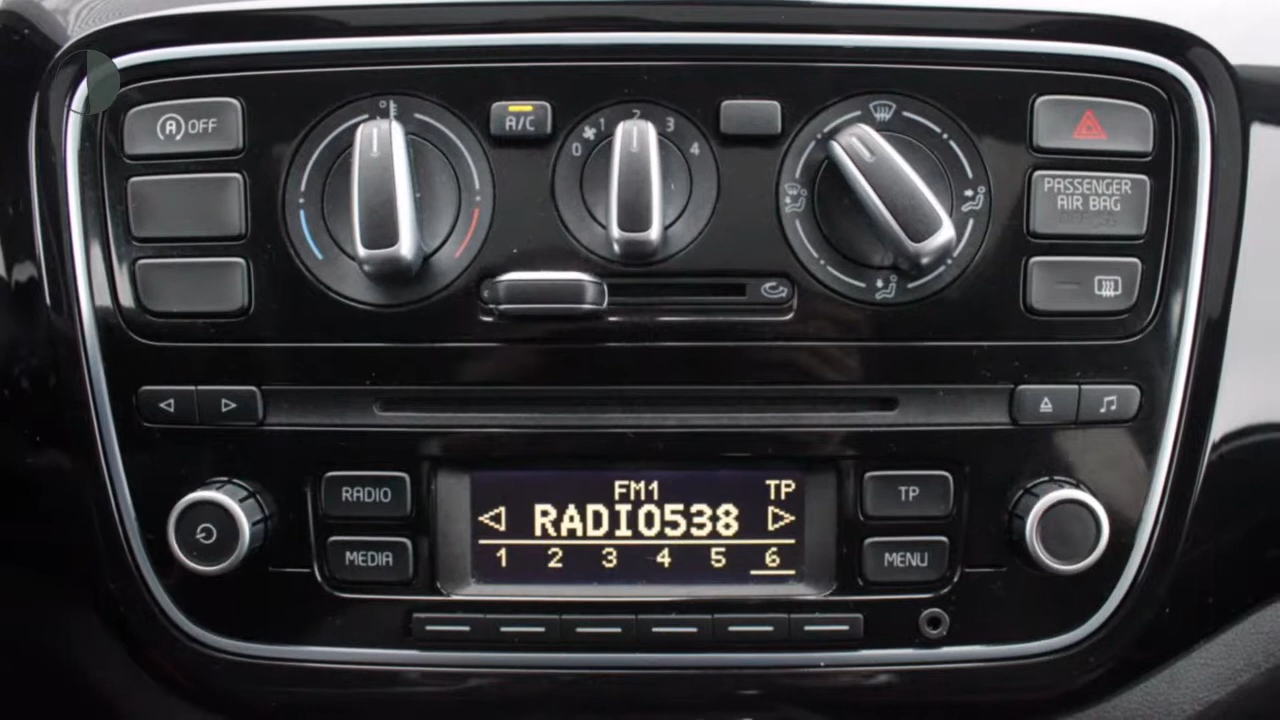 A OFF
A/C
0 1 2 3 4
PASSENGER
AIR BAG
RADIO
MEDIA
FM1 TP
RADIO538
1 2 3 4 5 6
TP
MENU